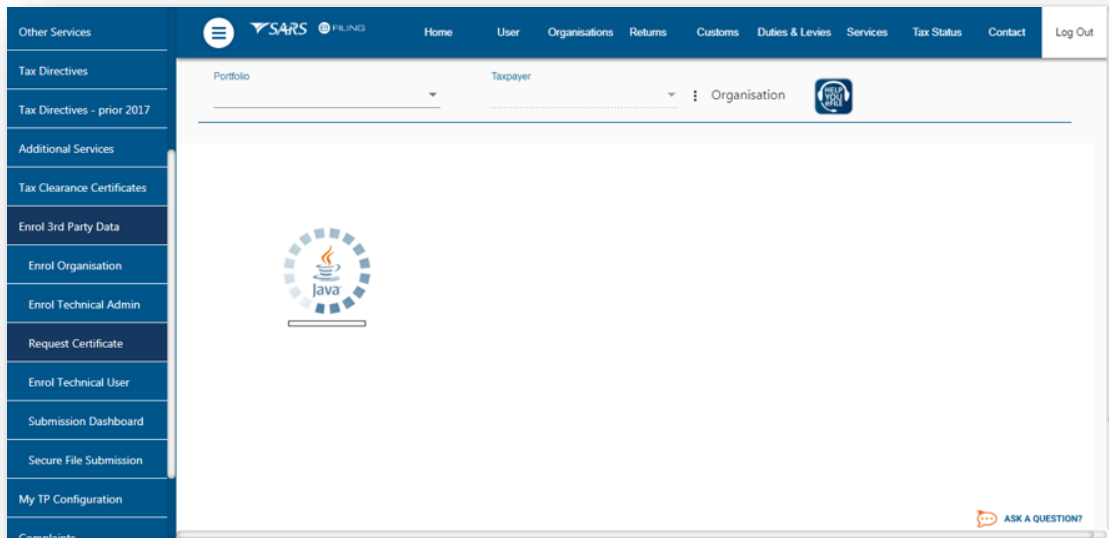 Other Services
Tax Directives
Tax Directives - prior 2017
Additional Services
Tax Clearance Certificates
Enrol 3rd Party Data
Enrol Organisation
Enrol Technical Admin
Request Certificate
Enrol Technical User
Submission Dashboard
Secure File Submission
My TP Configuration
Complaints
SARS eFILING Home User Organisations Returns Customs Duties & Levies Services Tax Status Contact Log Out
Portfolio Taxpayer
Organisation
HELP YOU eFILE
Java
ASK A QUESTION?